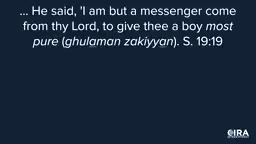 ... He said, 'I am but a messenger come
from thy Lord, to give thee a boy most
pure (ghulaman zakiyyan). S. 19:19
CIRA